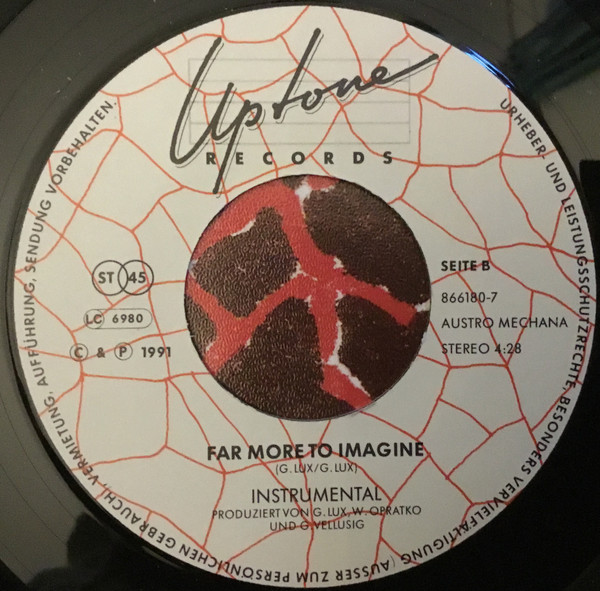 Uptone
RECORDS
URHEBER- UND LEISTUNGSSCHUTZRECHTE, BESONDERS VERVIELFÄLTIGUNG (AUSSER ZUM PERSÖNLICHEN GEBRAUCH), VERMIETUNG, AUFFÜHRUNG, SENDUNG VORBEHALTEN.
ST 45
LC 6980
© & ℗ 1991
SEITE B
866180-7
AUSTRO MECHANA
STEREO 4:28
FAR MORE TO IMAGINE
(G. LUX/G. LUX)
INSTRUMENTAL
PRODUZIERT VON G. LUX, W. OPRATKO
UND G. VELLUSIG